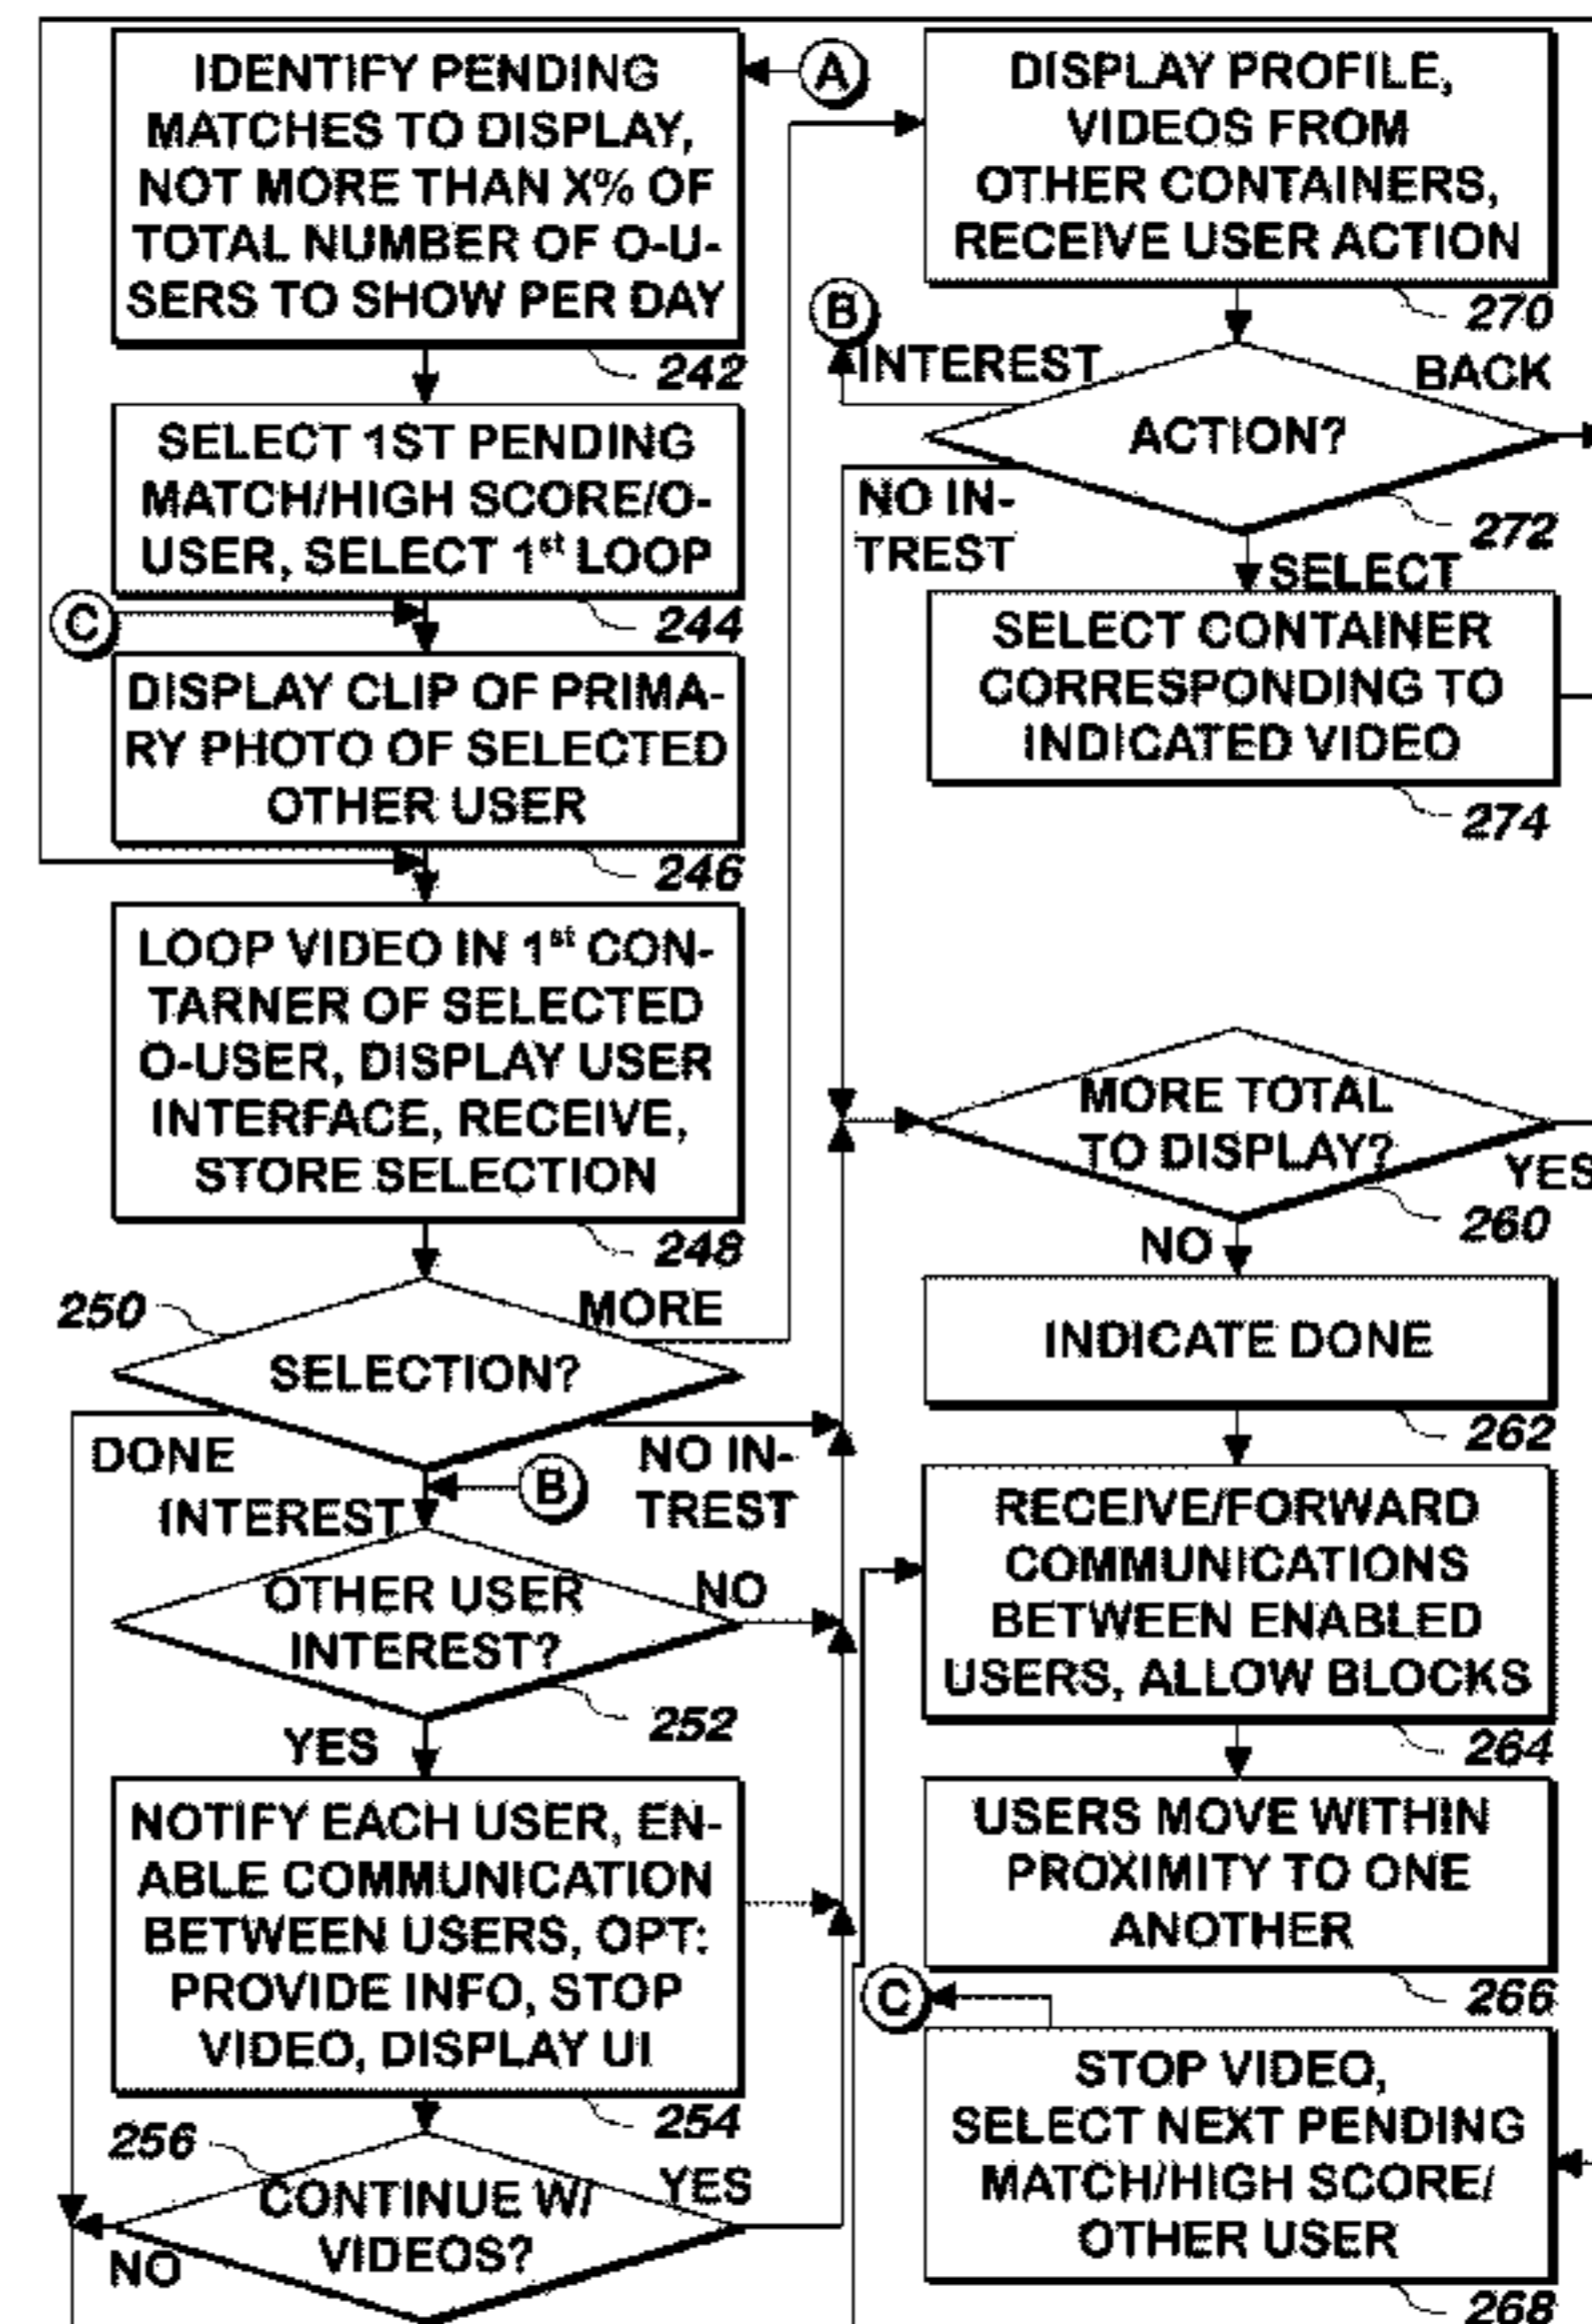 IDENTIFY PENDING
MATCHES TO DISPLAY,
NOT MORE THAN X% OF
TOTAL NUMBER OF O-U-
SERS TO SHOW PER DAY
242
A
SELECT 1ST PENDING
MATCH/HIGH SCORE/O-
USER, SELECT 1st LOOP
244
C
DISPLAY CLIP OF PRIMA-
RY PHOTO OF SELECTED
OTHER USER
246
LOOP VIDEO IN 1st CON-
TARNER OF SELECTED
O-USER, DISPLAY USER
INTERFACE, RECEIVE,
STORE SELECTION
248
250
MORE
SELECTION?
DONE
NO IN-
TREST
B
INTEREST
OTHER USER
INTEREST?
NO
252
YES
NOTIFY EACH USER, EN-
ABLE COMMUNICATION
BETWEEN USERS, OPT:
PROVIDE INFO, STOP
VIDEO, DISPLAY UI
254
256
CONTINUE W/
VIDEOS?
YES
NO
DISPLAY PROFILE,
VIDEOS FROM
OTHER CONTAINERS,
RECEIVE USER ACTION
270
B
INTEREST
BACK
ACTION?
NO IN-
TREST
272
SELECT
SELECT CONTAINER
CORRESPONDING TO
INDICATED VIDEO
274
MORE TOTAL
TO DISPLAY?
YES
260
NO
INDICATE DONE
262
RECEIVE/FORWARD
COMMUNICATIONS
BETWEEN ENABLED
USERS, ALLOW BLOCKS
264
USERS MOVE WITHIN
PROXIMITY TO ONE
ANOTHER
266
C
STOP VIDEO,
SELECT NEXT PENDING
MATCH/HIGH SCORE/
OTHER USER
268